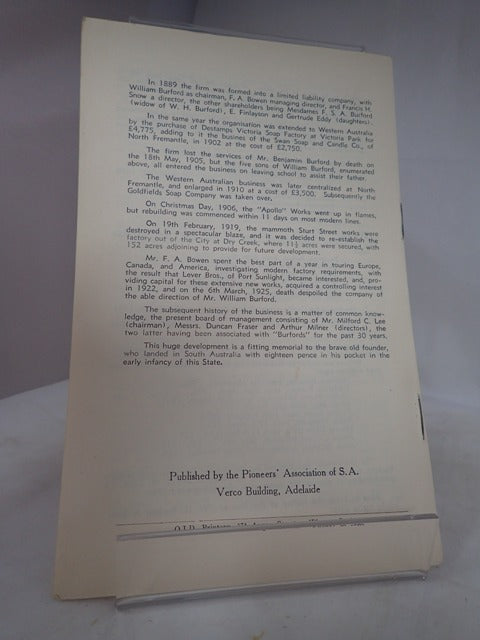 In 1889 the firm was formed into a limited liability company, with
William Burford as chairman, F. A. Bowen managing director, and Francis H.
Snow a director, the other shareholders being Mesdames F. S. A. Burford
(widow of W. H. Burford), E. Finlayson and Gertrude Eddy (daughters).
In the same year the organisation was extended to Western Australia
by the purchase of Destamps Victoria Soap Factory at Victoria Park for
£4,775, adding to it the business of the Swan Soap and Candle Co., of
North Fremantle, in 1902 at the cost of £2,750.
The firm lost the services of Mr. Benjamin Burford by death on
the 18th May, 1905, but the five sons of William Burford, enumerated
above, all entered the business on leaving school to assist their father.
The Western Australian business was later centralized at North
Fremantle, and enlarged in 1910 at a cost of £3,500. Subsequently the
Goldfields Soap Company was taken over.
On Christmas Day, 1906, the "Apollo" Works went up in flames,
but rebuilding was commenced within 11 days on most modern lines.
On 19th February, 1919, the mammoth Sturt Street works were
destroyed in a spectacular blaze, and it was decided to re-establish the
factory out of the City at Dry Creek, where 11½ acres were secured, with
152 acres adjoining to provide for future development.
Mr. F. A. Bowen spent the best part of a year in touring Europe,
Canada, and America, investigating modern factory requirements, with
the result that Lever Bros., of Port Sunlight, became interested, and, pro-
viding capital for these extensive new works, acquired a controlling interest
in 1922, and on the 6th March, 1925, death despoiled the company of
the able direction of Mr. William Burford.
The subsequent history of the business is a matter of common know-
ledge, the present board of management consisting of Mr. Milford C. Lee
(chairman), Messrs. Duncan Fraser and Arthur Milner (directors), the
two latter having been associated with "Burfords" for the past 30 years.
This huge development is a fitting memorial to the brave old founder,
who landed in South Australia with eighteen pence in his pocket in the
early infancy of this State.
Published by the Pioneers' Association of S.A.
Verco Building, Adelaide